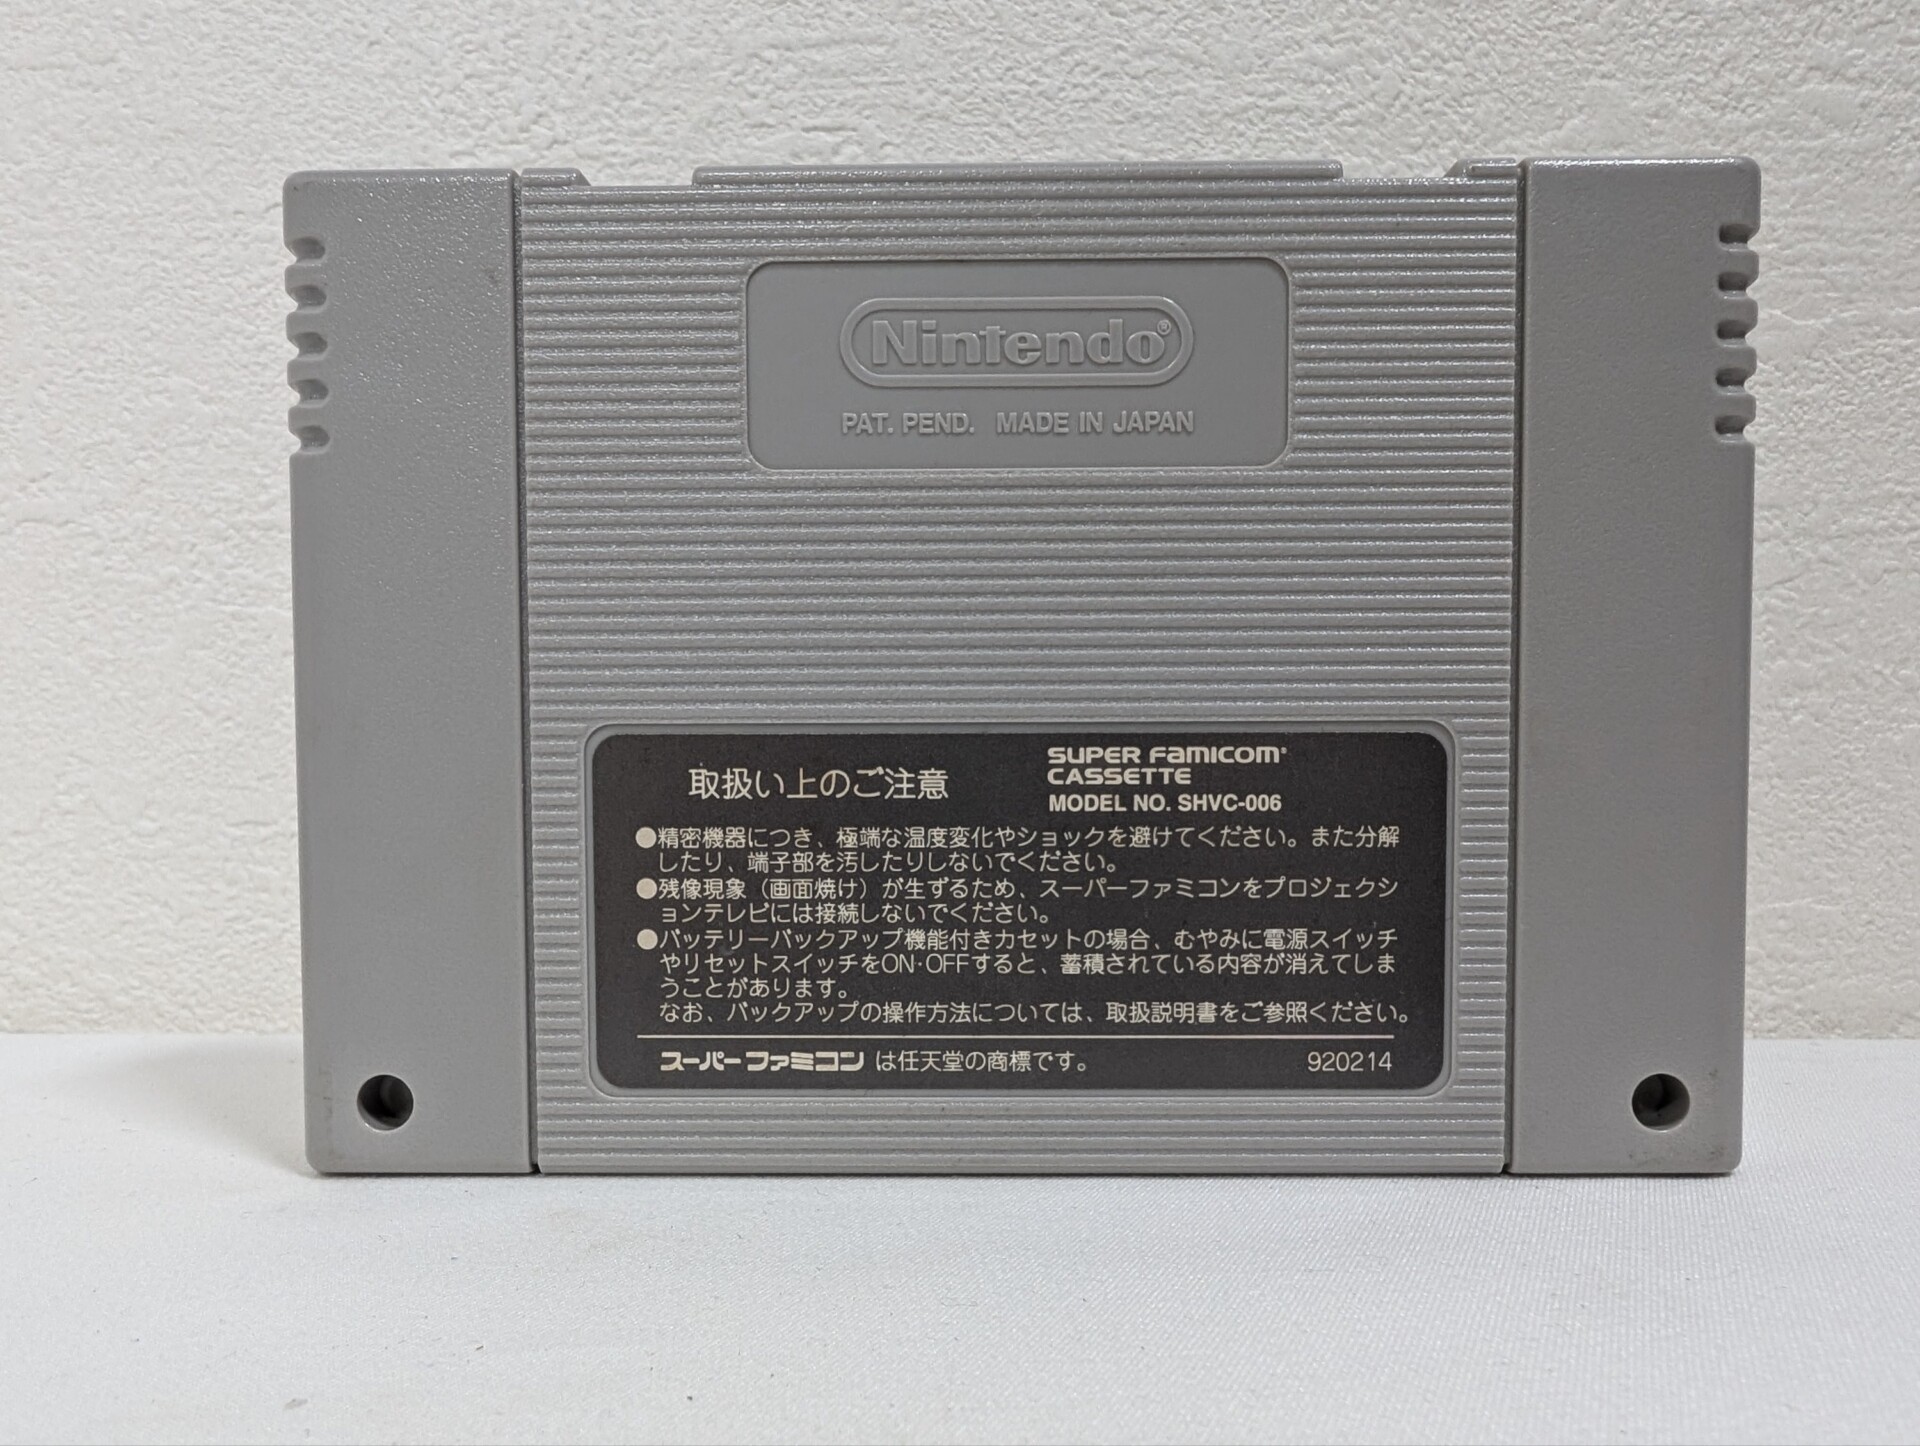 Nintendo®
PAT. PEND. MADE IN JAPAN
取扱い上のご注意
SUPER FAMICOM
CASSETTE
MODEL NO. SHVC-006
●精密機器につき、極端な温度変化やショックを避けてください。また分解
したり、端子部を汚したりしないでください。
●残像現象（画面焼け）が生ずるため、スーパーファミコンをプロジェクシ
ョンテレビには接続しないでください。
●バッテリーバックアップ機能付きカセットの場合、むやみに電源スイッチ
やリセットスイッチをON·OFFすると、蓄積されている内容が消えてしま
うことがあります。
なお、バックアップの操作方法については、取扱説明書をご参照ください。
スーパーファミコン は任天堂の商標です。 920214